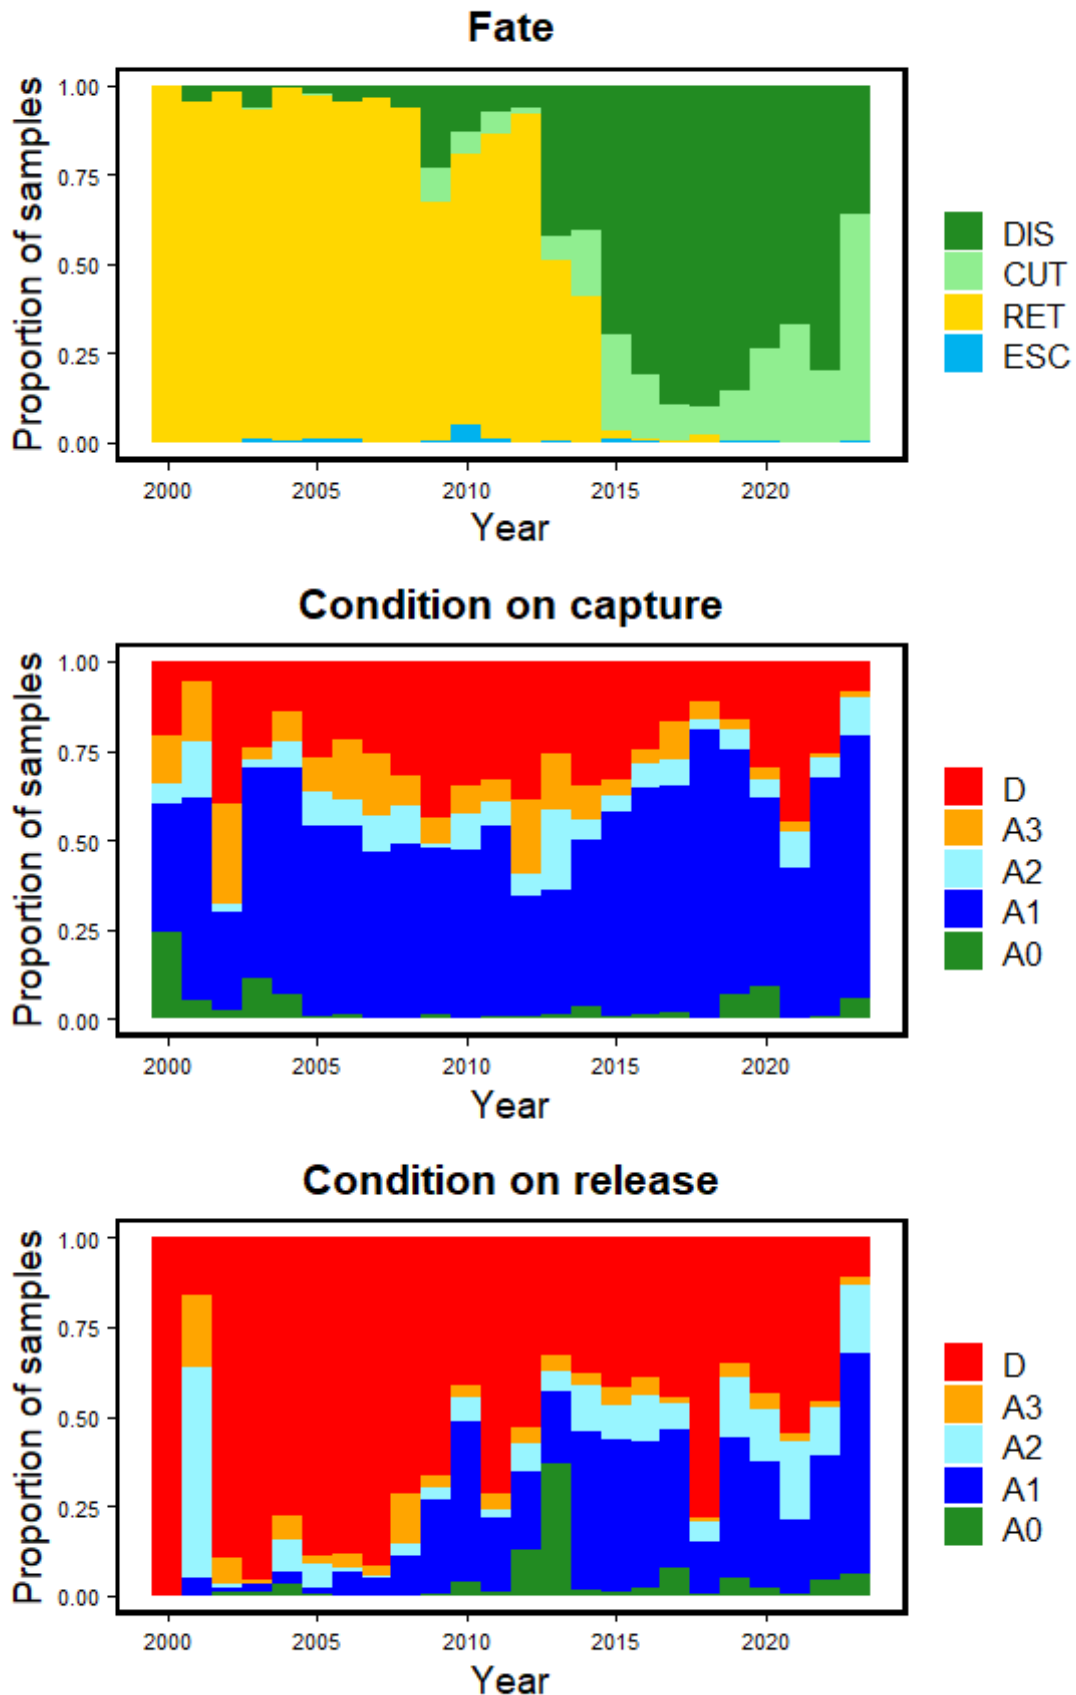 Fate
Proportion of samples
1.00
0.75
0.50
0.25
0.00
2000 2005 2010 2015 2020
Year
DIS
CUT
RET
ESC
Condition on capture
Proportion of samples
1.00
0.75
0.50
0.25
0.00
2000 2005 2010 2015 2020
Year
D
A3
A2
A1
A0
Condition on release
Proportion of samples
1.00
0.75
0.50
0.25
0.00
2000 2005 2010 2015 2020
Year
D
A3
A2
A1
A0